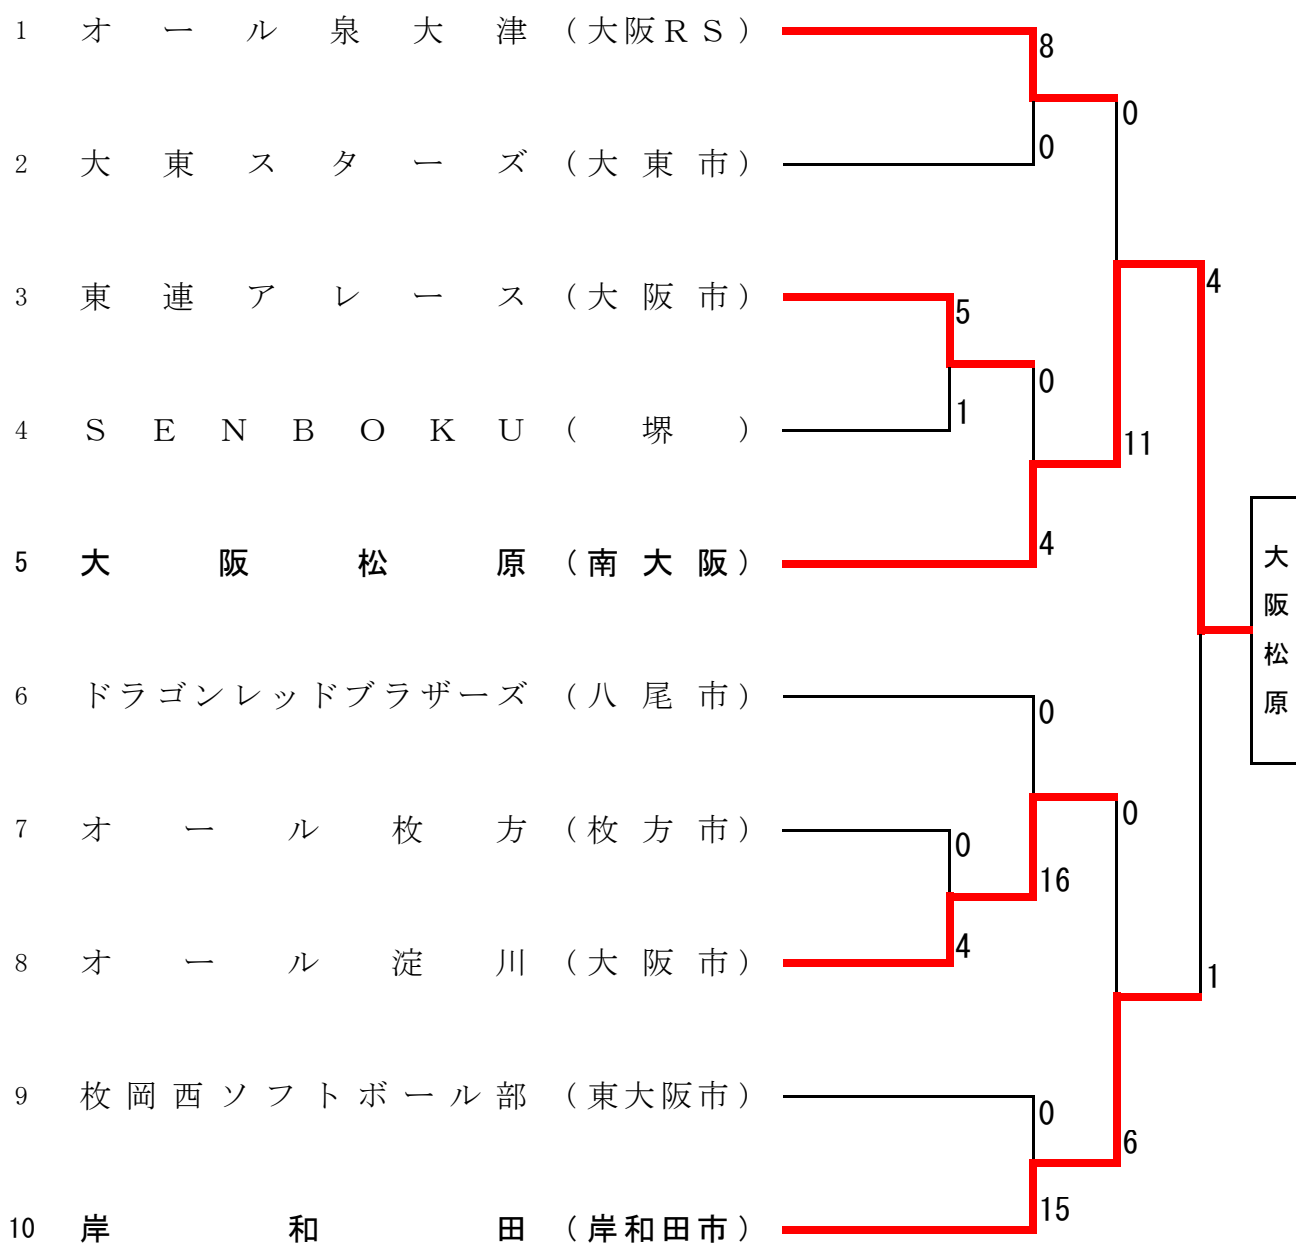 1 オール泉大津 (大阪RS)
8
0
2 大東スターズ (大東市)
0
3 東連アレース (大阪市)
5
4
0
4 SENBOKU (堺)
1
11
5 大阪松原 (南大阪)
4
大阪松原
6 ドラゴンレッドブラザーズ (八尾市)
0
7 オール枚方 (枚方市)
0
0
16
8 オール淀川 (大阪市)
4
1
9 枚岡西ソフトボール部 (東大阪市)
0
6
10 岸和田 (岸和田市)
15